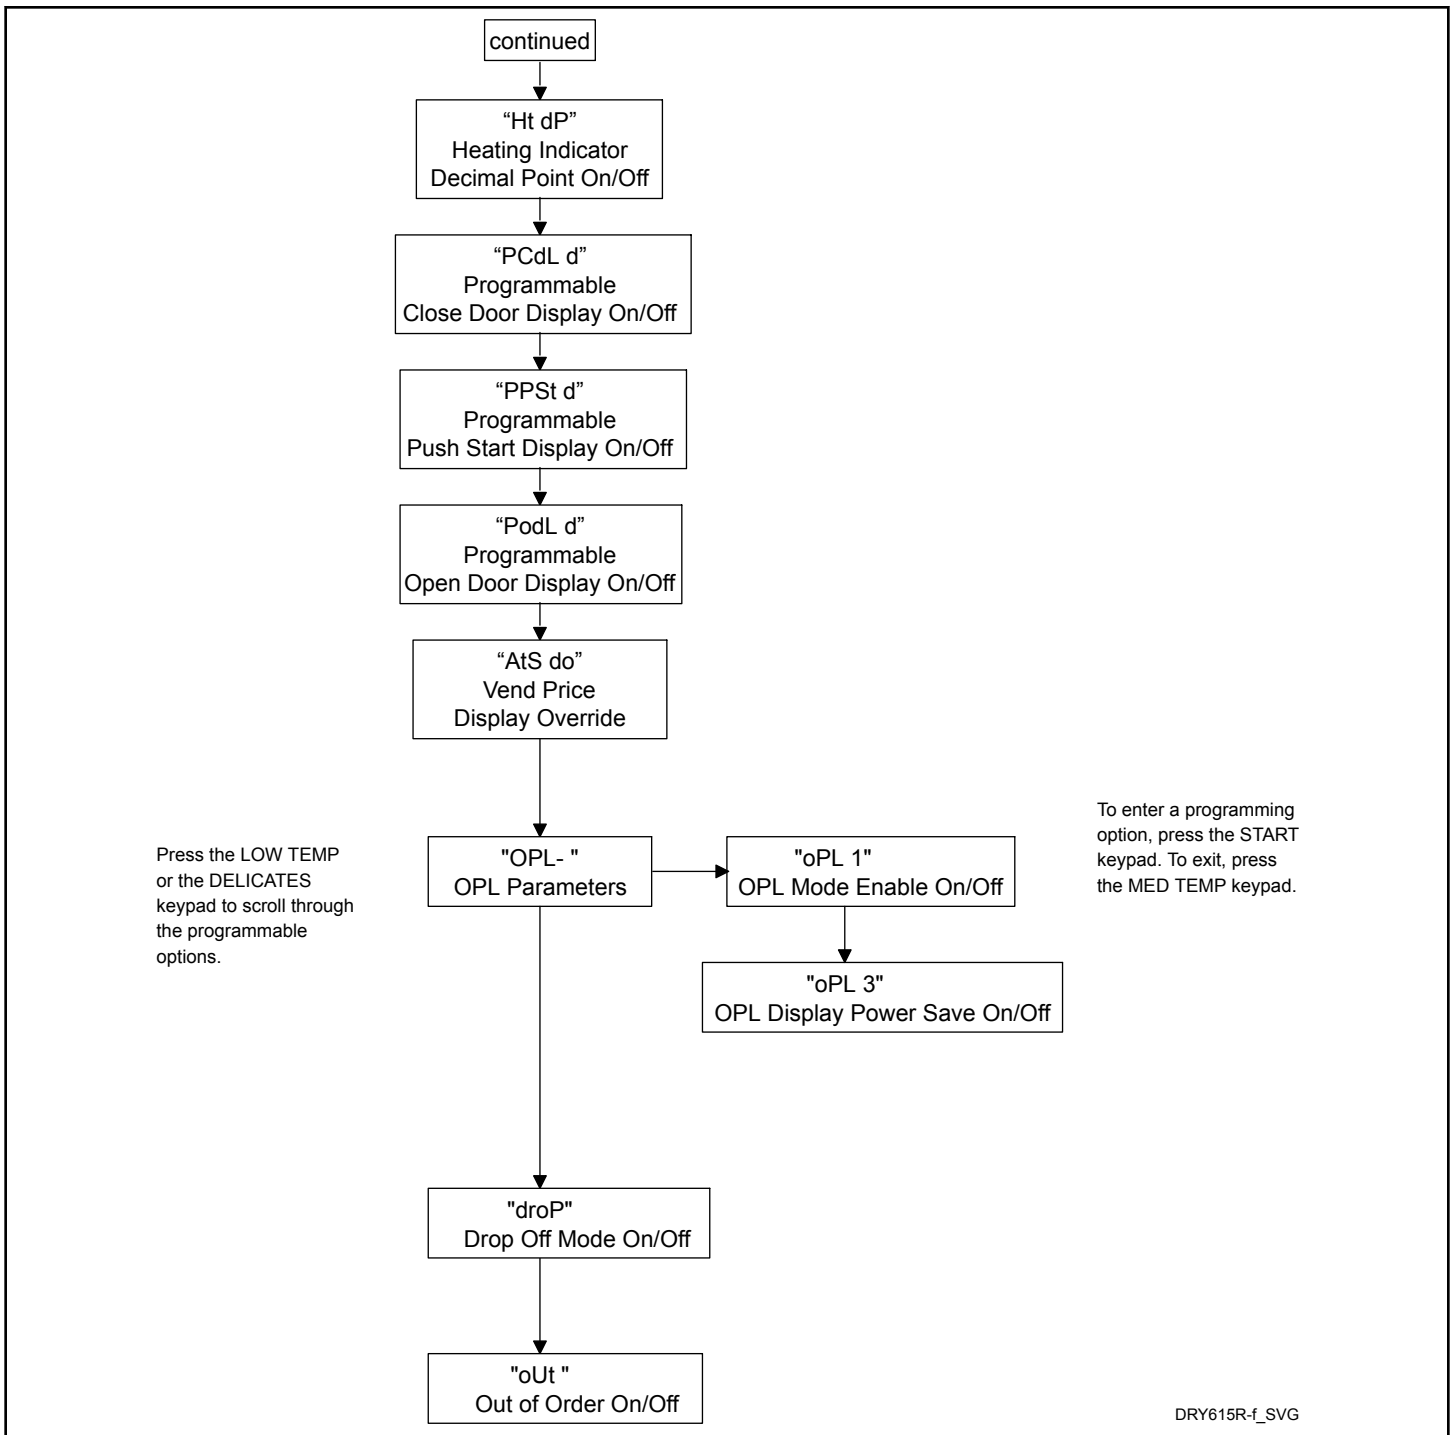 continued
“Ht dP”
Heating Indicator
Decimal Point On/Off
“PCdL d”
Programmable
Close Door Display On/Off
“PPSt d”
Programmable
Push Start Display On/Off
“PodL d”
Programmable
Open Door Display On/Off
“AtS do”
Vend Price
Display Override
Press the LOW TEMP
or the DELICATES
keypad to scroll through
the programmable
options.
"OPL- "
OPL Parameters
"oPL 1"
OPL Mode Enable On/Off
"oPL 3"
OPL Display Power Save On/Off
To enter a programming
option, press the START
keypad. To exit, press
the MED TEMP keypad.
"droP"
Drop Off Mode On/Off
"oUt "
Out of Order On/Off
DRY615R-f_SVG